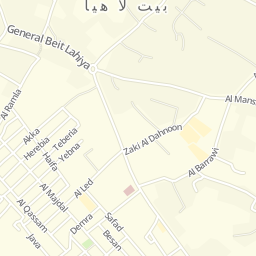 بيت لاهيا
General Beit Lahiya
Al Mans
Al Ramla
Akka
Teberia
Herebia
Yebna
Haifa
Zaki Al Dahnoon
Al Barrawi
Al Majdal
Al Led
Al Qassam
Demra
Safad
Java
Besan